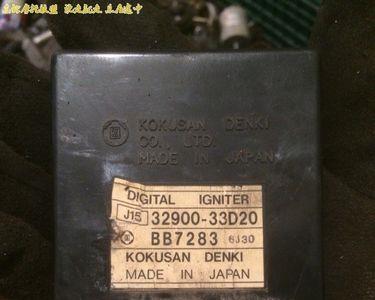 KOKUSAN DENKI
CO., LTD.
MADE IN JAPAN
DIGITAL IGNITER
J15 32900-33D20
BB7283 6J30
KOKUSAN DENKI
MADE IN JAPAN